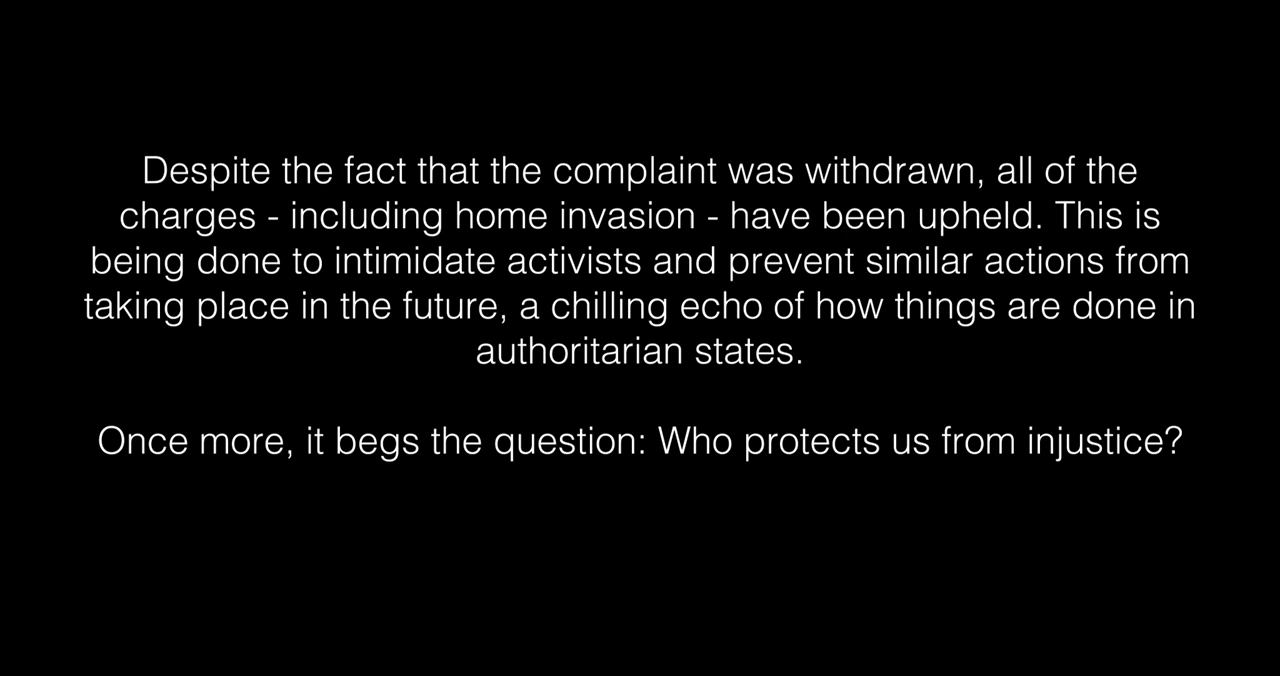 Despite the fact that the complaint was withdrawn, all of the
charges - including home invasion - have been upheld. This is
being done to intimidate activists and prevent similar actions from
taking place in the future, a chilling echo of how things are done in
authoritarian states.
Once more, it begs the question: Who protects us from injustice?